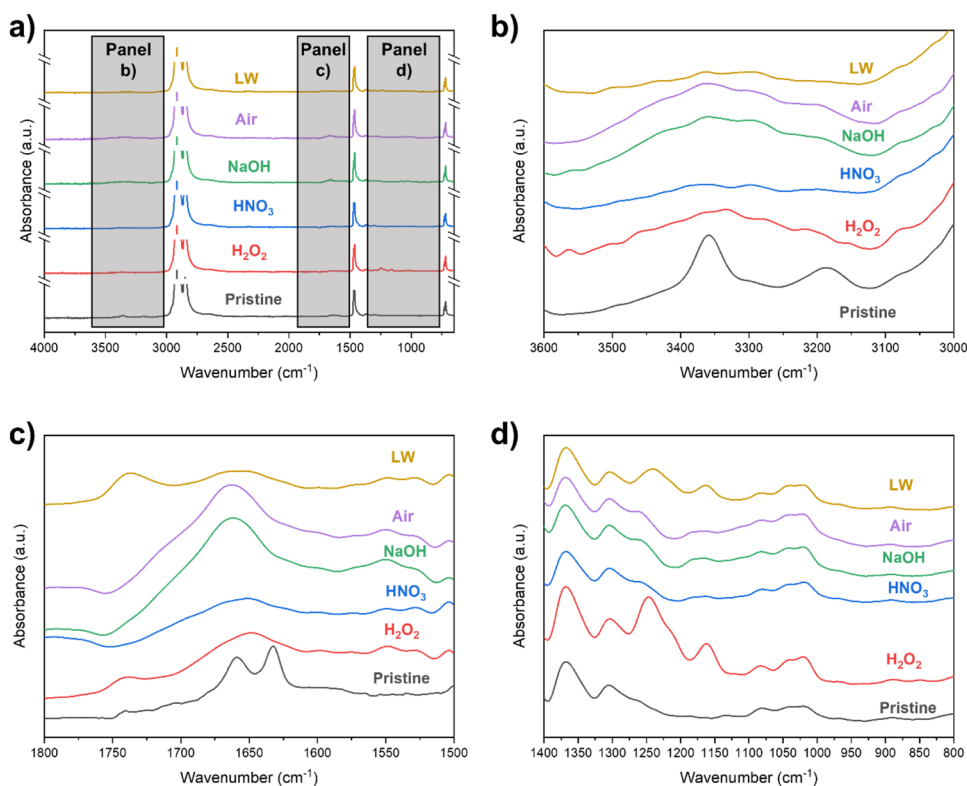 a)
Panel
b)
Panel
c)
Panel
d)
LW
Air
NaOH
HNO₃
H₂O₂
Pristine
Absorbance (a.u.)
4000 3500 3000 2500 2000 1500 1000
Wavenumber (cm⁻¹)
b)
LW
Air
NaOH
HNO₃
H₂O₂
Pristine
Absorbance (a.u.)
3600 3500 3400 3300 3200 3100 3000
Wavenumber (cm⁻¹)
c)
LW
Air
NaOH
HNO₃
H₂O₂
Pristine
Absorbance (a.u.)
1800 1750 1700 1650 1600 1550 1500
Wavenumber (cm⁻¹)
d)
LW
Air
NaOH
HNO₃
H₂O₂
Pristine
Absorbance (a.u.)
1400 1350 1300 1250 1200 1150 1100 1050 1000 950 900 850 800
Wavenumber (cm⁻¹)